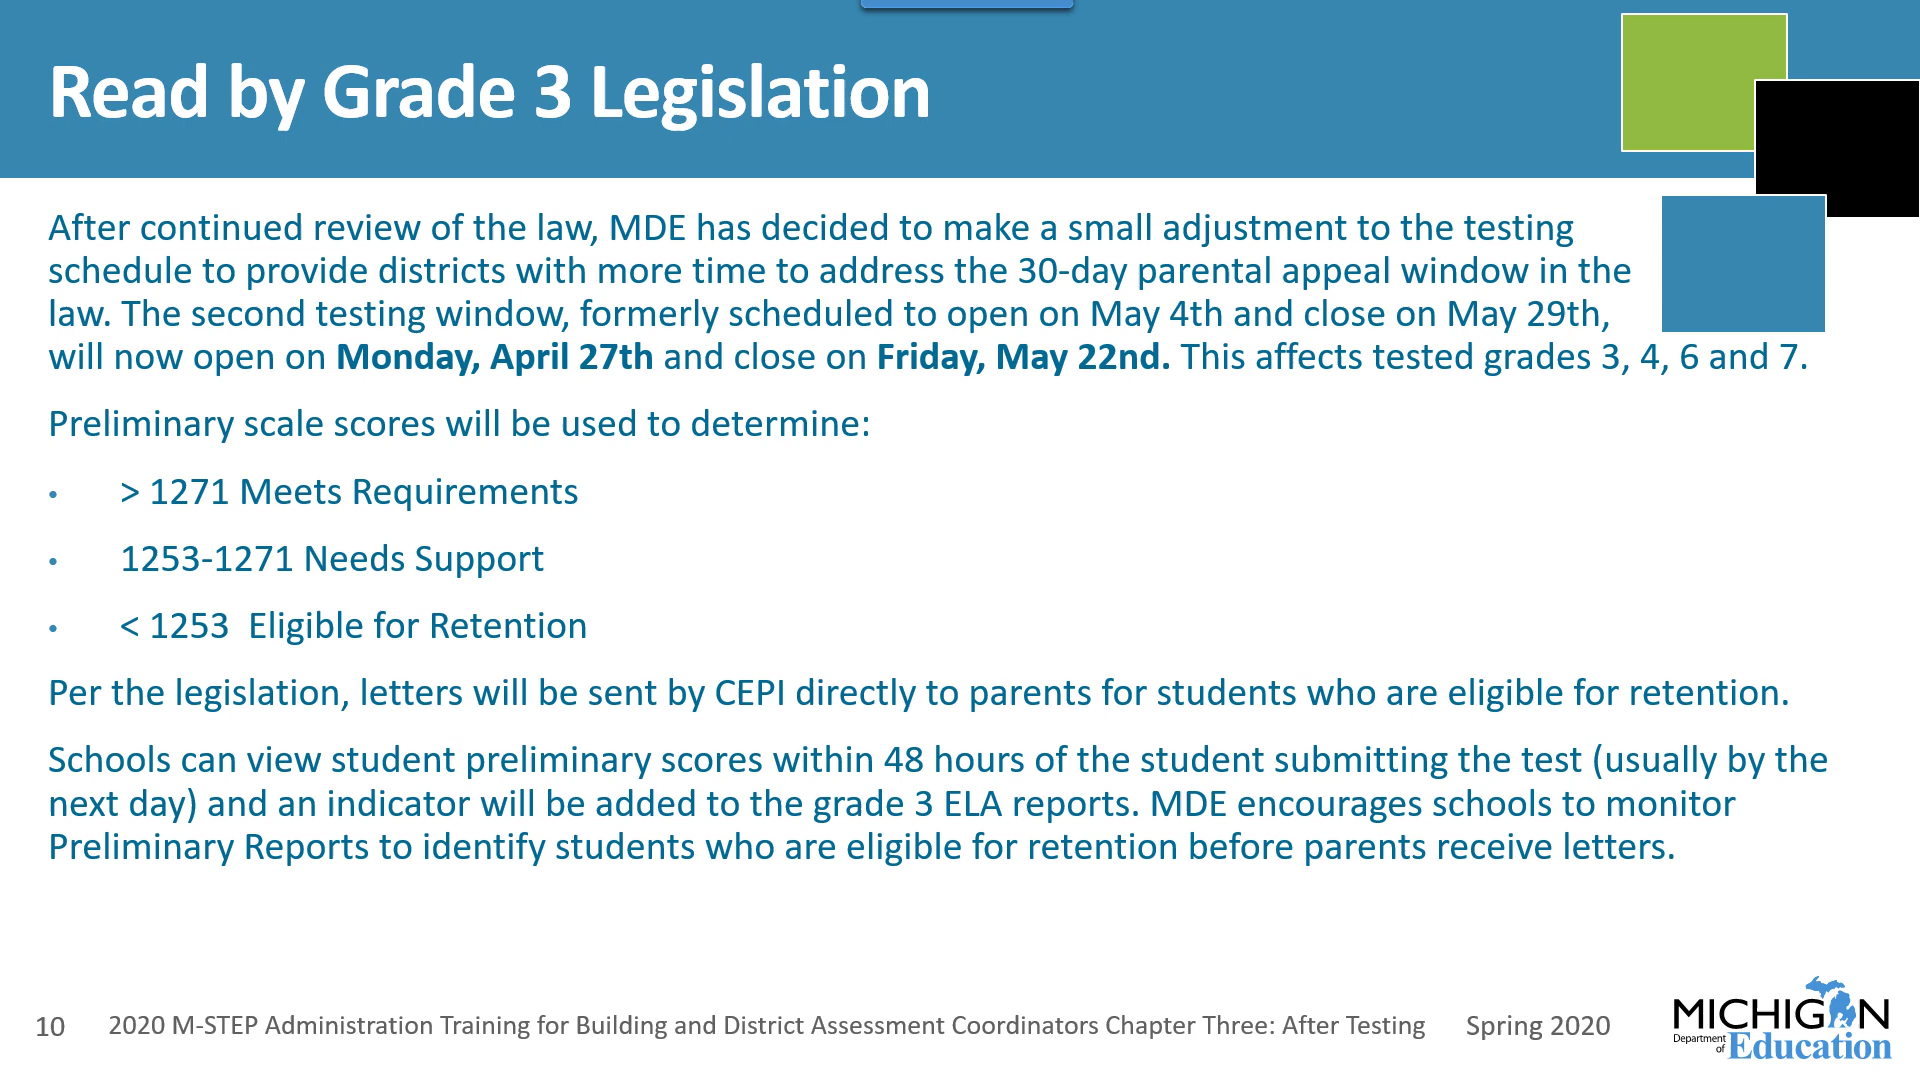 Read by Grade 3 Legislation
After continued review of the law, MDE has decided to make a small adjustment to the testing
schedule to provide districts with more time to address the 30-day parental appeal window in the
law. The second testing window, formerly scheduled to open on May 4th and close on May 29th,
will now open on Monday, April 27th and close on Friday, May 22nd. This affects tested grades 3, 4, 6 and 7.
Preliminary scale scores will be used to determine:
• > 1271 Meets Requirements
• 1253-1271 Needs Support
• < 1253  Eligible for Retention
Per the legislation, letters will be sent by CEPI directly to parents for students who are eligible for retention.
Schools can view student preliminary scores within 48 hours of the student submitting the test (usually by the
next day) and an indicator will be added to the grade 3 ELA reports. MDE encourages schools to monitor
Preliminary Reports to identify students who are eligible for retention before parents receive letters.
10 2020 M-STEP Administration Training for Building and District Assessment Coordinators Chapter Three: After Testing Spring 2020
MICHIGAN
Department of Education